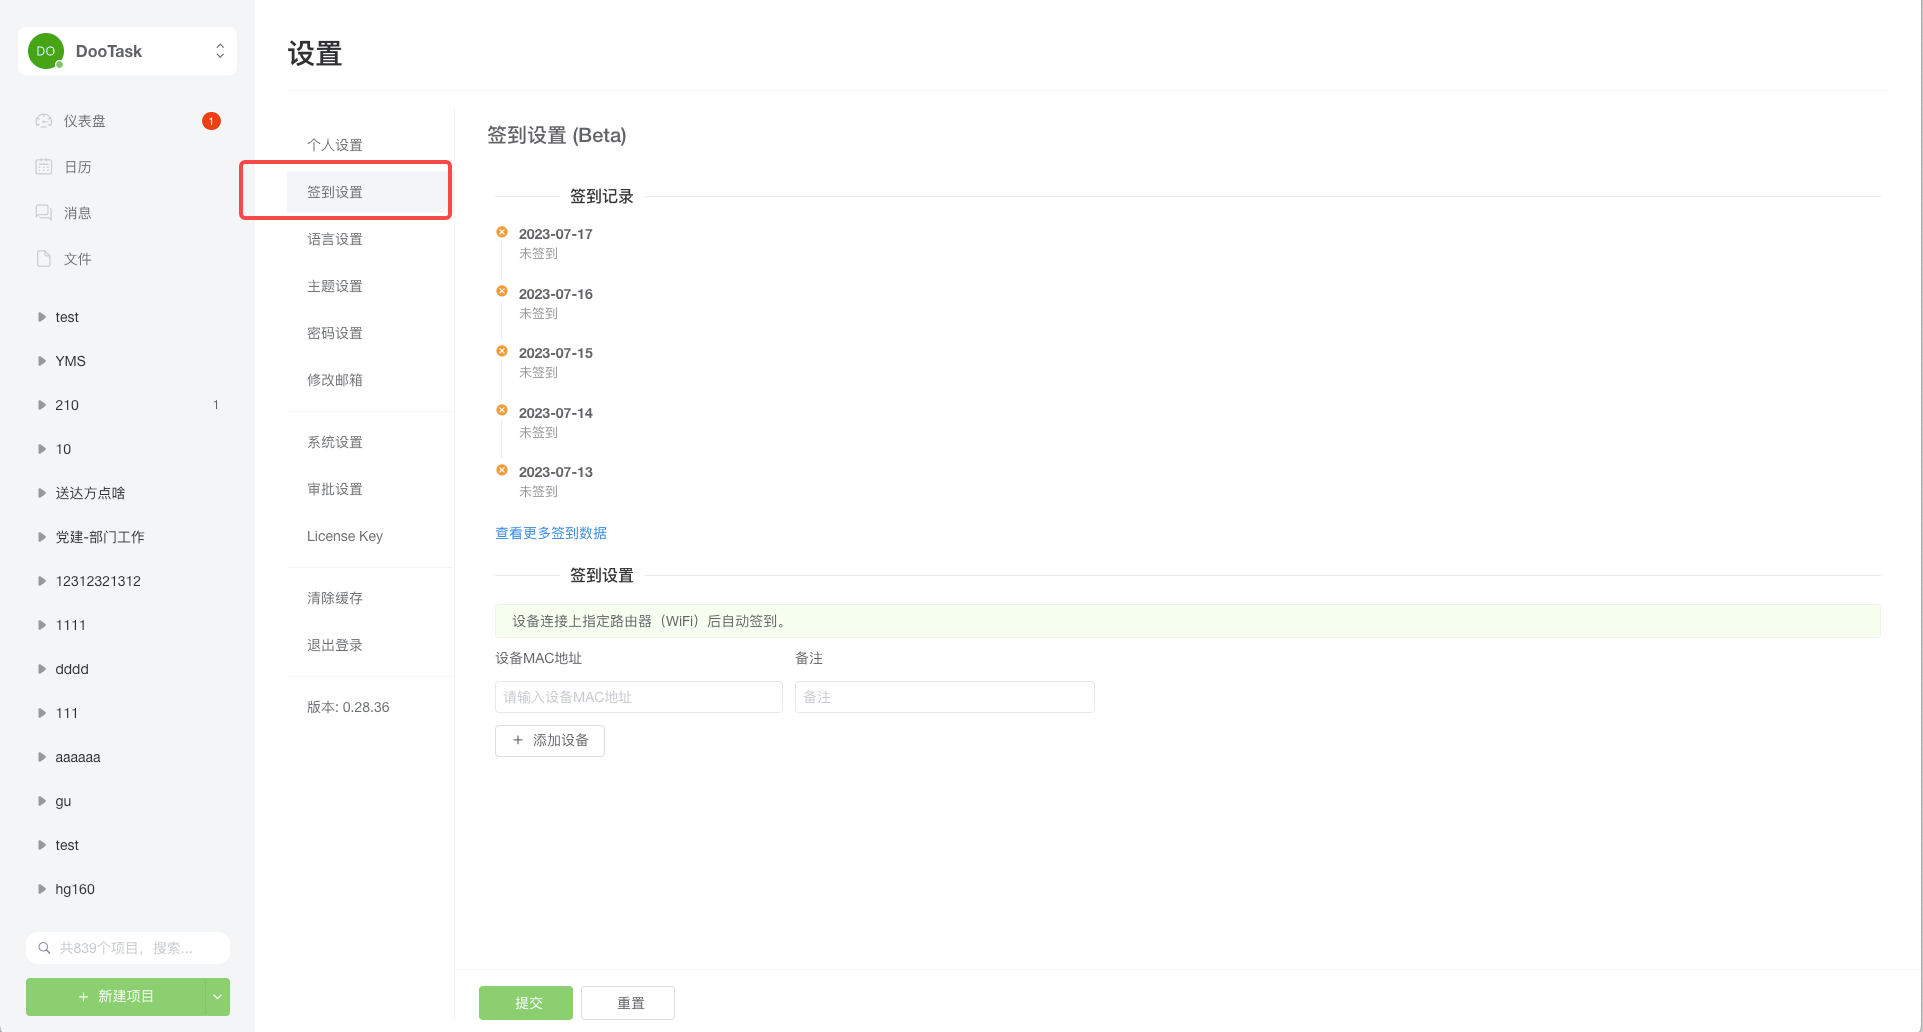 DO
DooTask
仪表盘
1
日历
消息
文件
test
YMS
210
1
10
送达方点啥
党建-部门工作
12312321312
1111
dddd
111
aaaaaa
gu
test
hg160
共839个项目，搜索...
新建项目
设置
个人设置
签到设置
语言设置
主题设置
密码设置
修改邮箱
系统设置
审批设置
License Key
清除缓存
退出登录
版本: 0.28.36
签到设置 (Beta)
签到记录
2023-07-17
未签到
2023-07-16
未签到
2023-07-15
未签到
2023-07-14
未签到
2023-07-13
未签到
查看更多签到数据
签到设置
设备连接上指定路由器（WiFi）后自动签到。
设备MAC地址 备注
请输入设备MAC地址 备注
添加设备
提交 重置